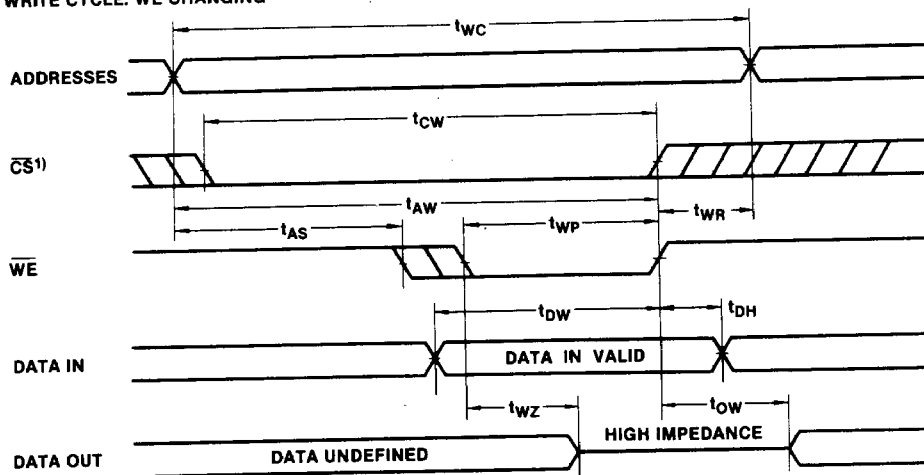 WRITE CYCLE: WE CHANGING
tWC
ADDRESSES
tCW
CS1)
tAW
tWR
tAS
tWP
WE
tDW
tDH
DATA IN
DATA IN VALID
tWZ
tOW
DATA OUT
DATA UNDEFINED
HIGH IMPEDANCE